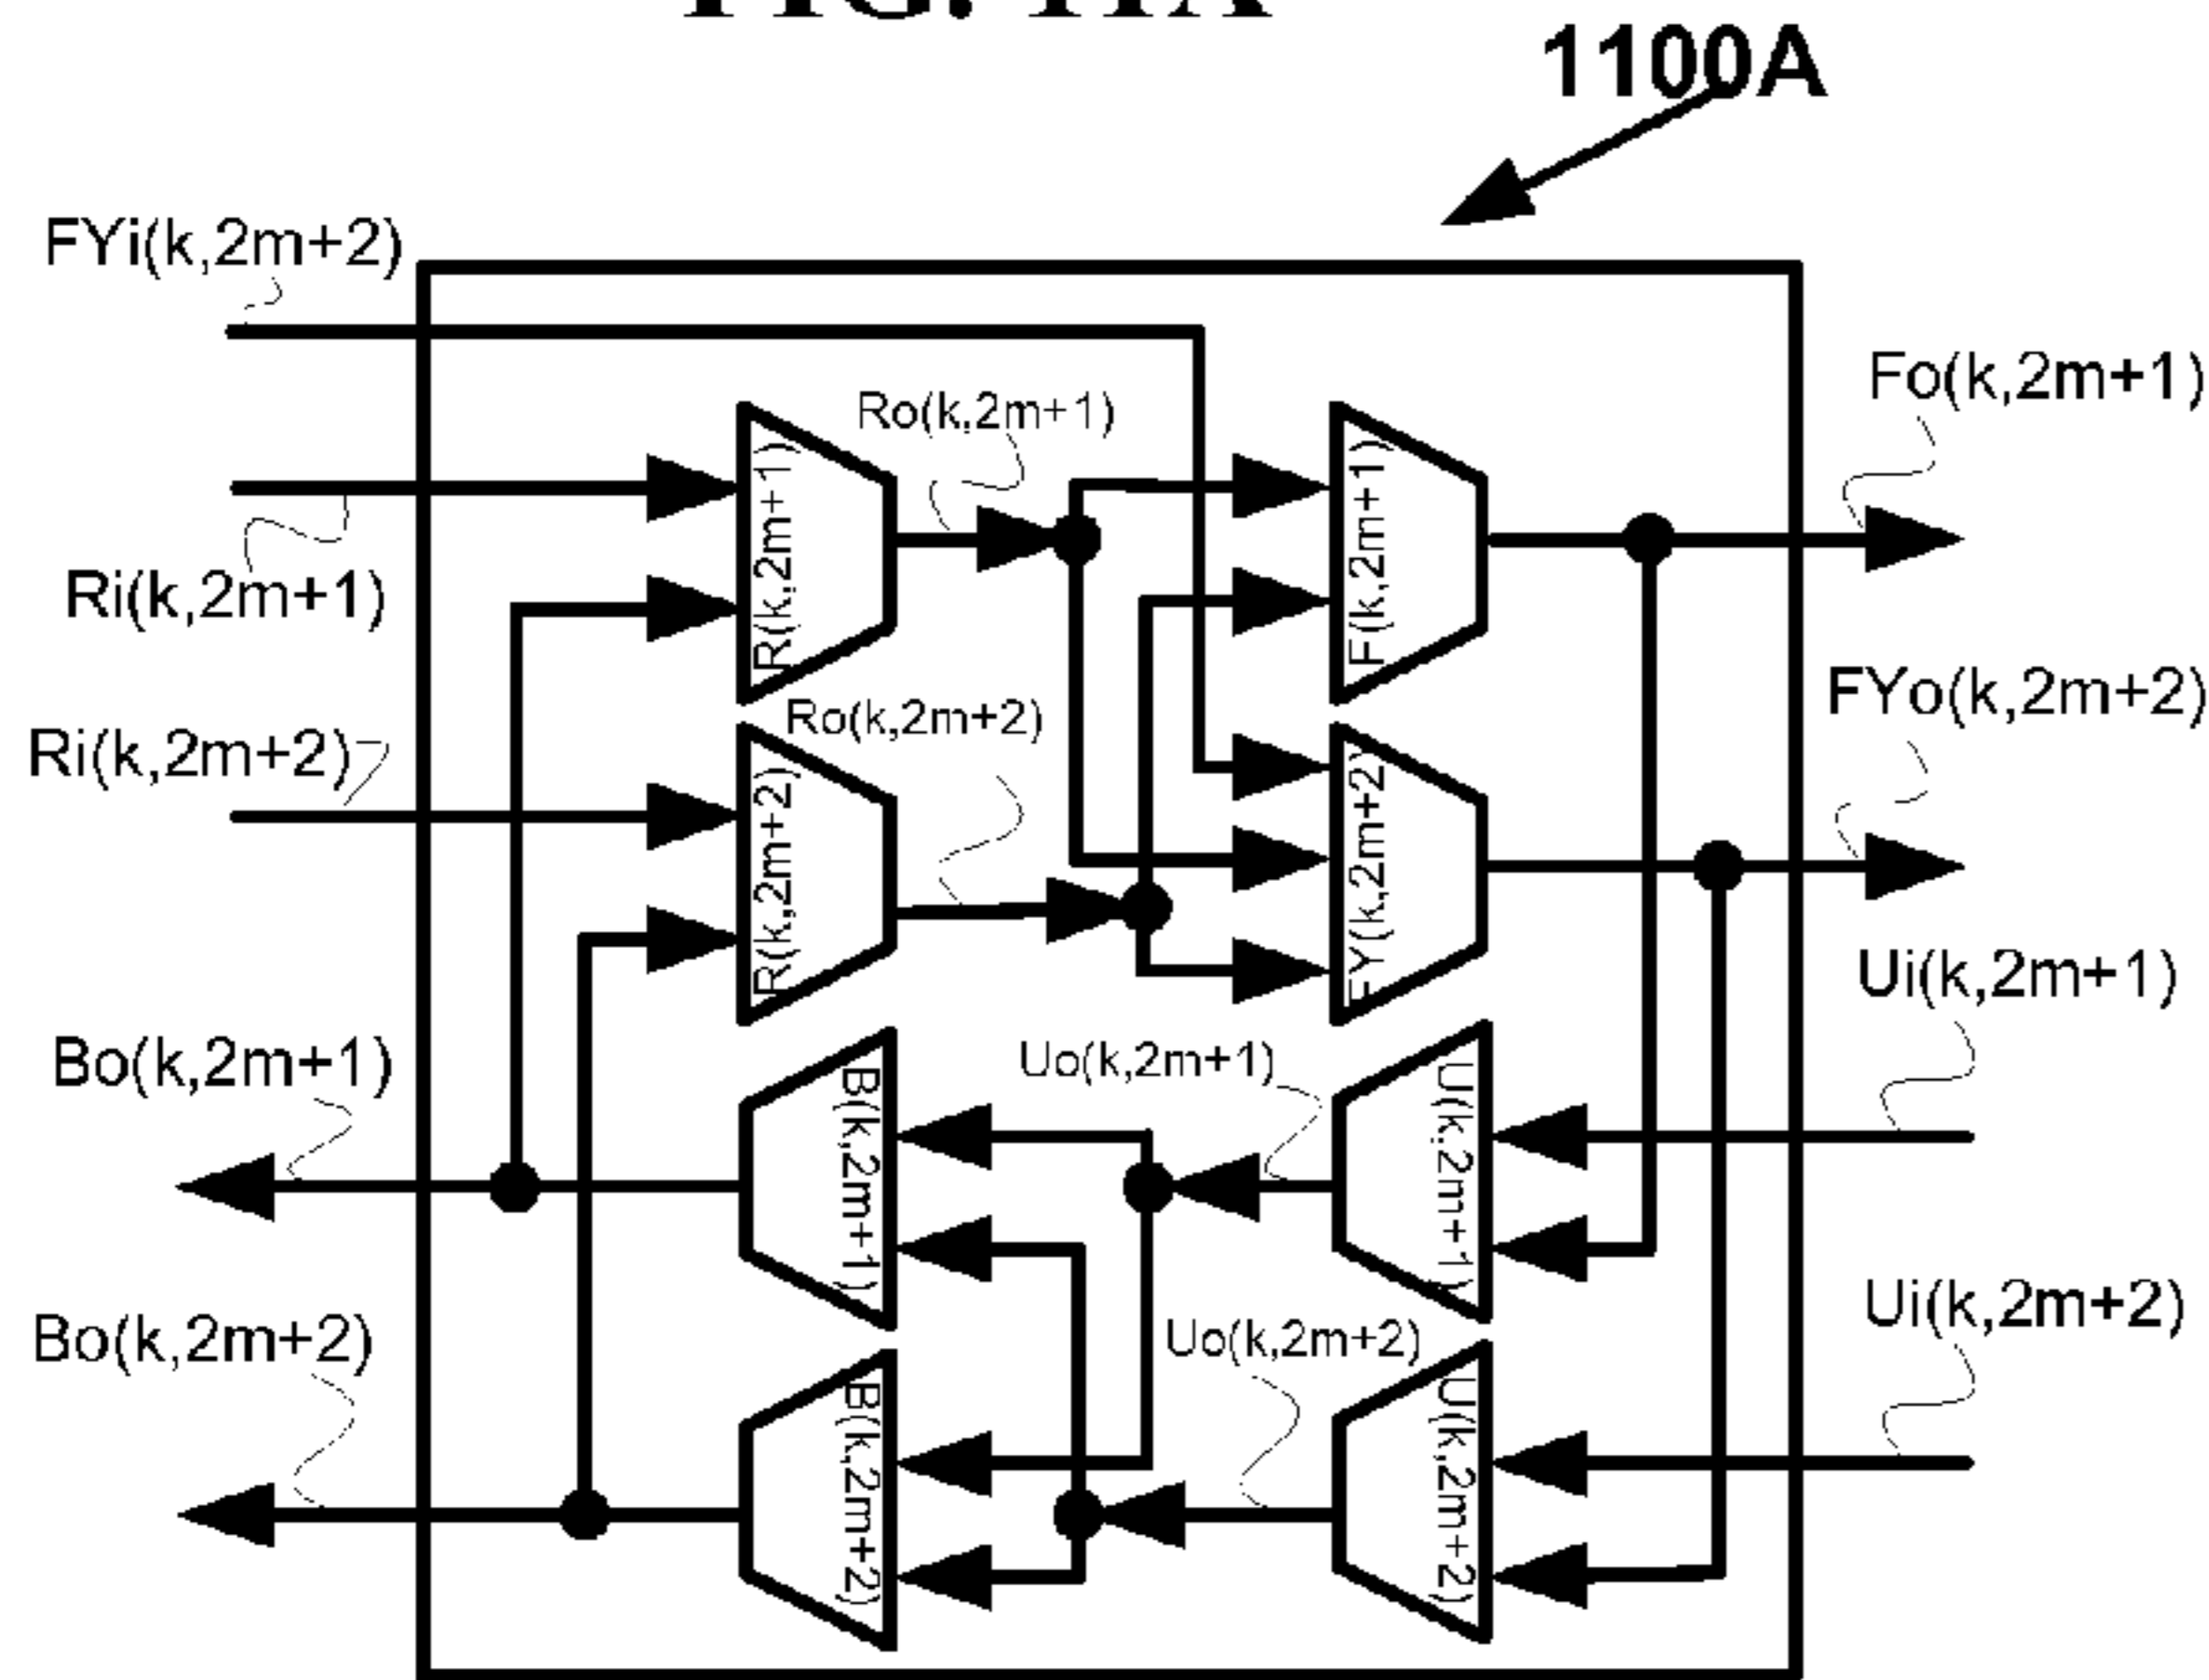 FIG. 11A
1100A
FYi(k,2m+2)
Fo(k,2m+1)
Ro(k,2m+1)
R(k,2m+1)
F(k,2m+1)
Ri(k,2m+1)
FYo(k,2m+2)
Ro(k,2m+2)
Ri(k,2m+2)
R(k,2m+2)
FY(k,2m+2)
Ui(k,2m+1)
Bo(k,2m+1)
Uo(k,2m+1)
B(k,2m+1)
U(k,2m+1)
Ui(k,2m+2)
Bo(k,2m+2)
Uo(k,2m+2)
B(k,2m+2)
U(k,2m+2)